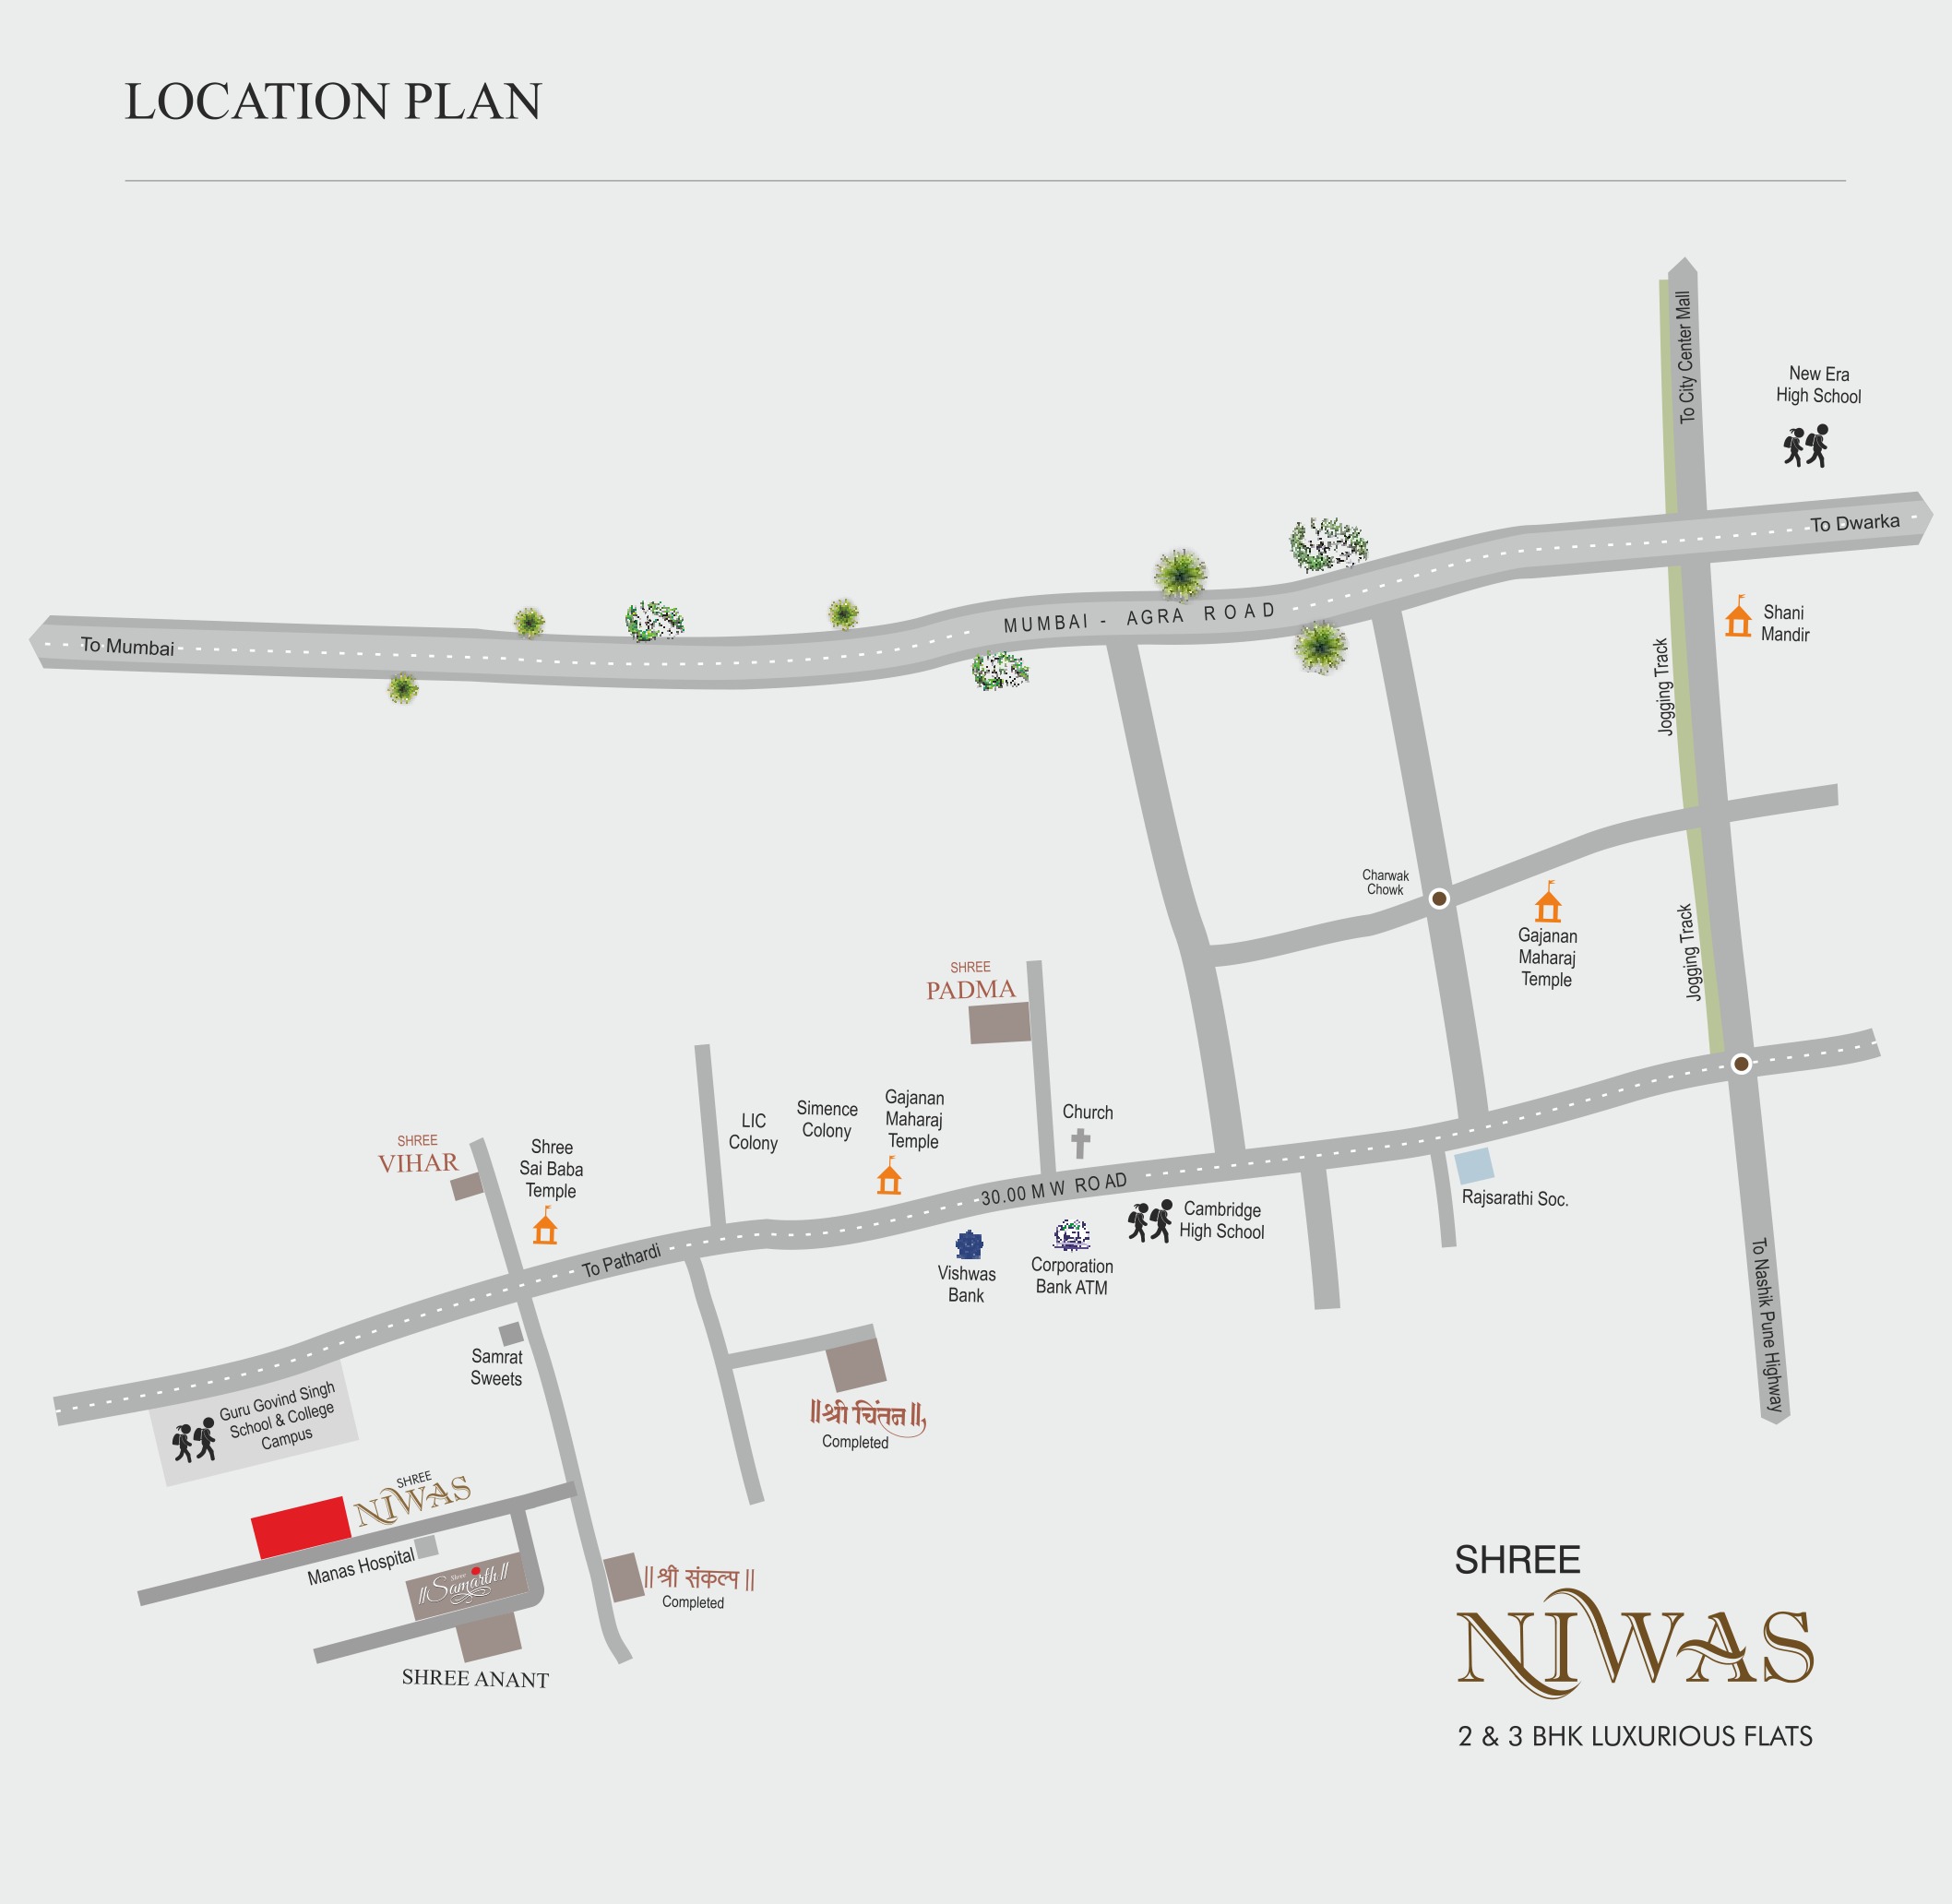 LOCATION PLAN
To City Center Mall
New Era
High School
To Dwarka
MUMBAI - AGRA ROAD
To Mumbai
Shani
Mandir
Jogging Track
Charwak
Chowk
Gajanan
Maharaj
Temple
Jogging Track
SHREE
PADMA
Church
Gajanan
Maharaj
Temple
Simence
Colony
LIC
Colony
SHREE
VIHAR
Shree
Sai Baba
Temple
30.00 M W ROAD
To Pathardi
Rajsarathi Soc.
Cambridge
High School
Corporation
Bank ATM
Vishwas
Bank
To Nashik Pune Highway
Samrat
Sweets
Guru Govind Singh
School & College
Campus
॥श्री चिंतन॥
Completed
SHREE
NIWAS
Manas Hospital
॥ Shree
Samarth ॥
॥श्री संकल्प॥
Completed
SHREE ANANT
SHREE
NIWAS
2 & 3 BHK LUXURIOUS FLATS